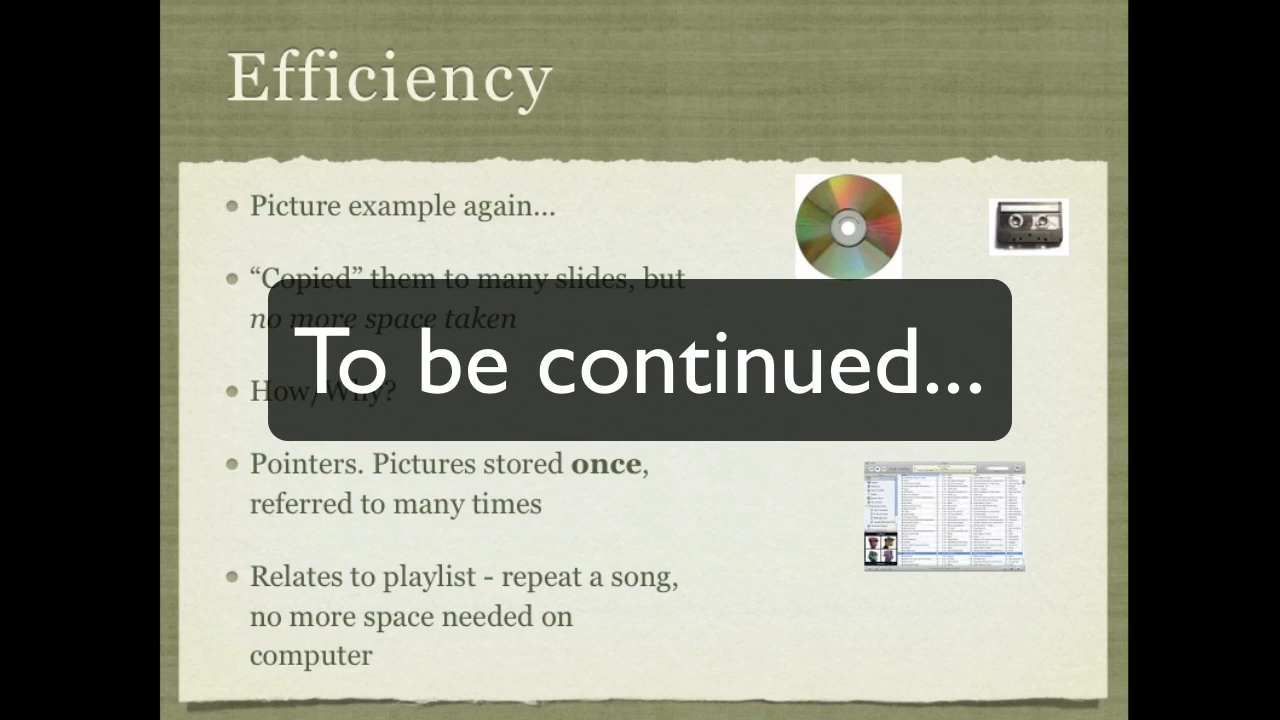 Efficiency
Picture example again...
“Copied” them to many slides, but
no more space taken
To be continued...
How/Why?
Pointers. Pictures stored once,
referred to many times
Relates to playlist - repeat a song,
no more space needed on
computer